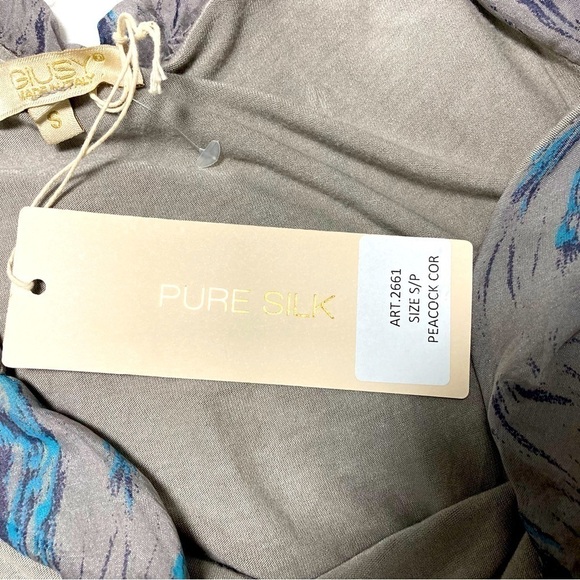 GIUSY®
MADE IN ITALY
S
PURE SILK
ART.2661
SIZE S/P
PEACOCK COR